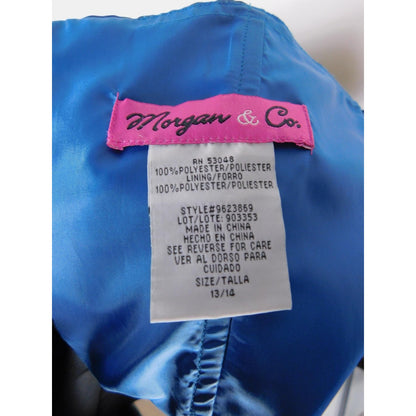 Morgan & Co.
RN 53048
100%POLYESTER/POLIESTER
LINING/FORRO
100%POLYESTER/POLIESTER
STYLE#9623869
LOT/LOTE: 903353
MADE IN CHINA
HECHO EN CHINA
SEE REVERSE FOR CARE
VER AL DORSO PARA
CUIDADO
SIZE/TALLA
13/14